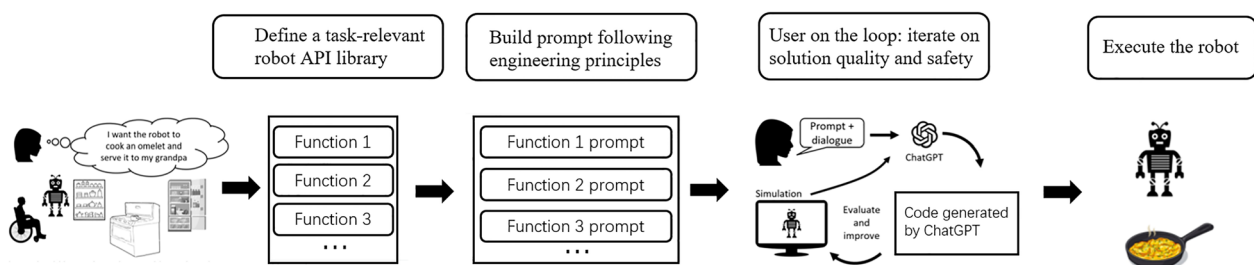 Define a task-relevant
robot API library
Build prompt following
engineering principles
User on the loop: iterate on
solution quality and safety
Execute the robot
I want the robot to
cook an omelet and
serve it to my grandpa
Function 1
Function 2
Function 3
...
Function 1 prompt
Function 2 prompt
Function 3 prompt
...
Prompt +
dialogue
ChatGPT
Simulation
Evaluate
and
improve
Code generated
by ChatGPT